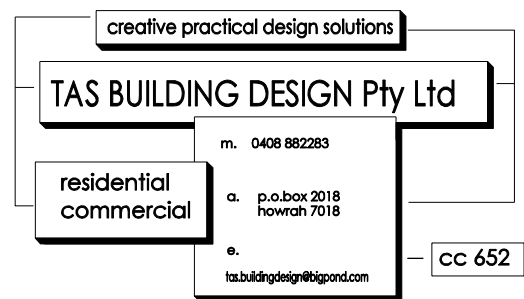 creative practical design solutions
TAS BUILDING DESIGN Pty Ltd
m. 0408 882283
residential
commercial
a. p.o.box 2018
howrah 7018
e.
tas.buildingdesign@bigpond.com
cc 652